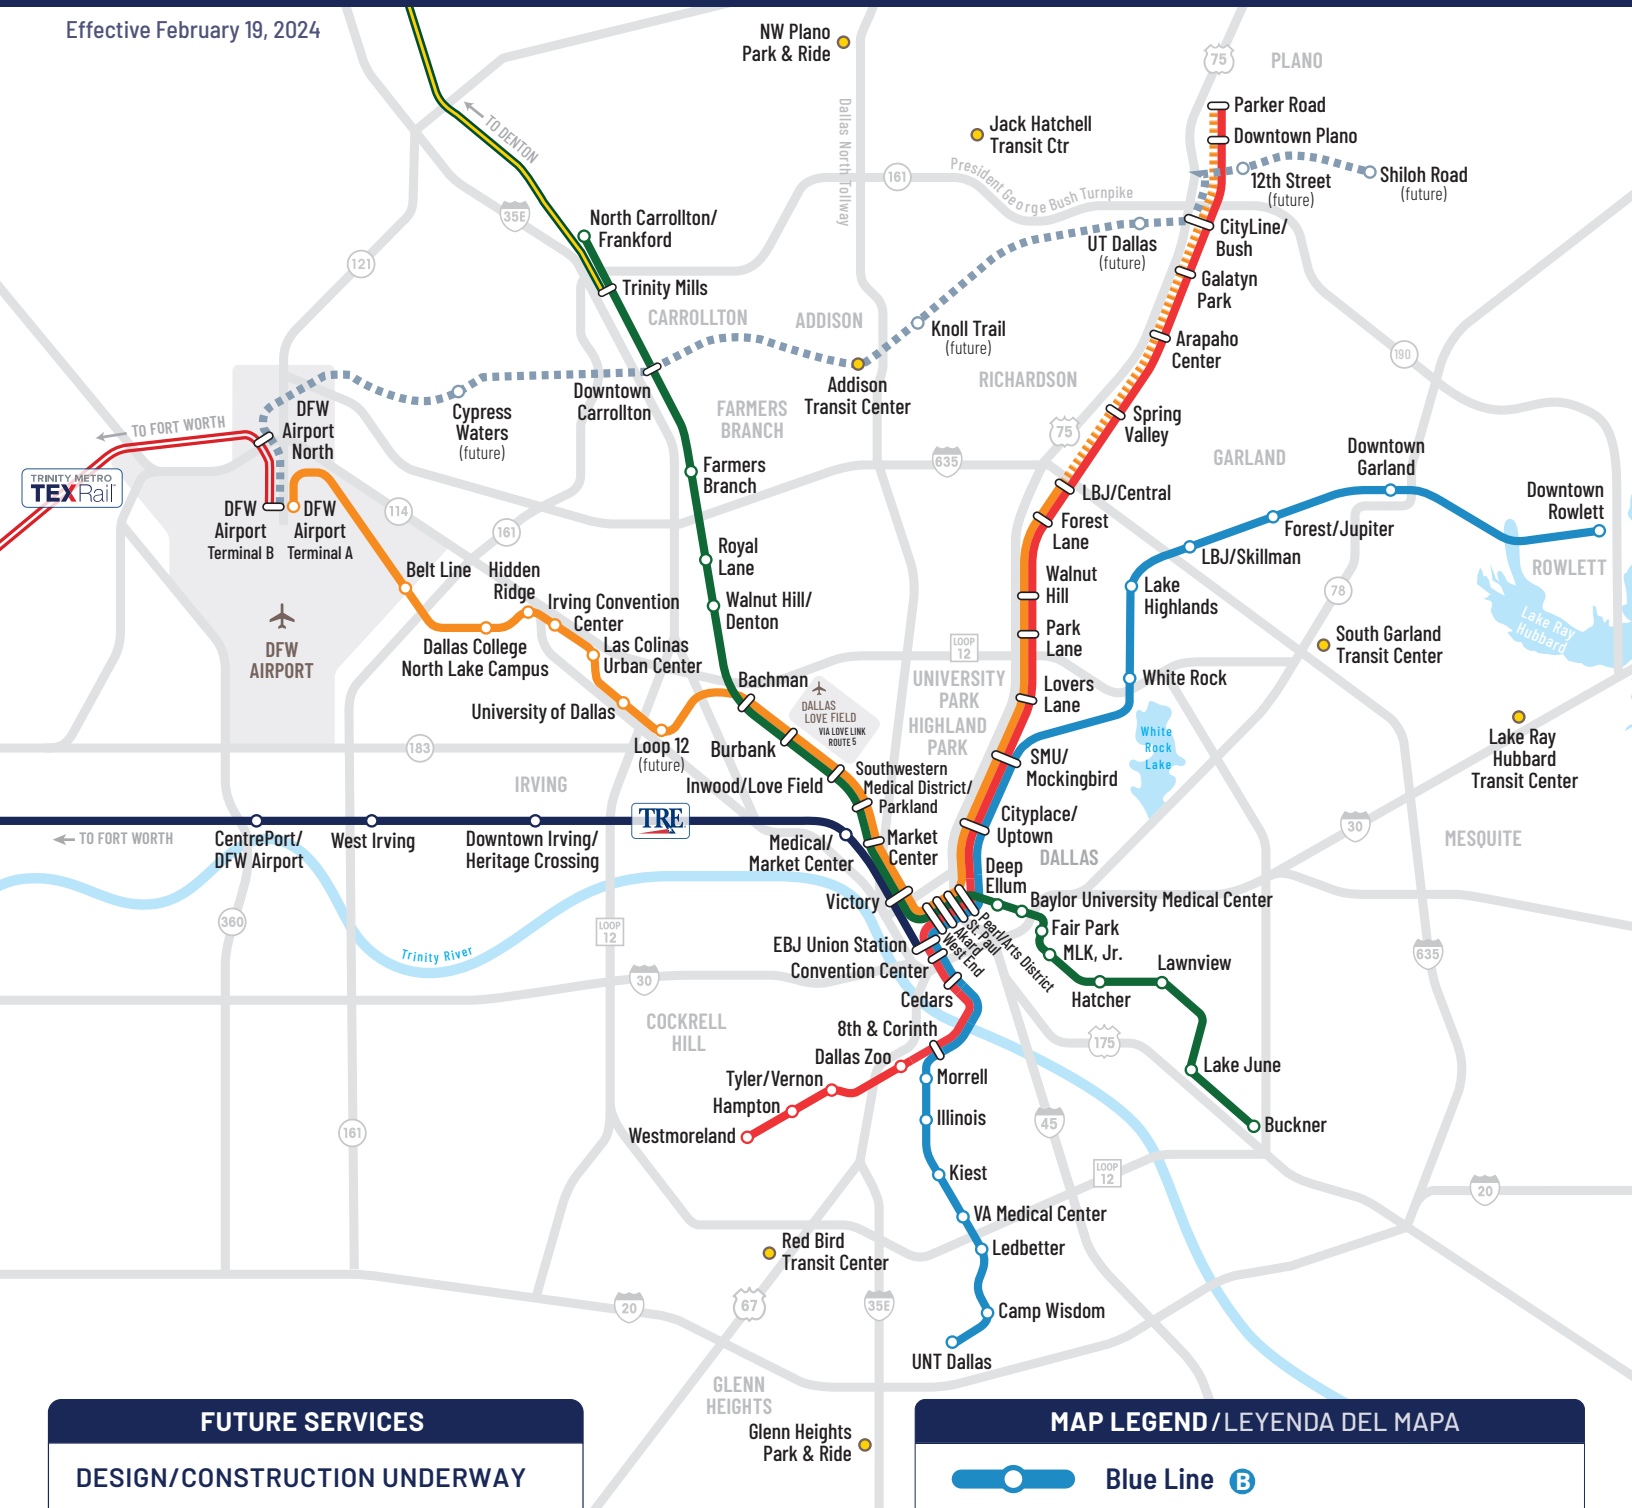 Effective February 19, 2024
NW Plano
Park & Ride
75
PLANO
Parker Road
Downtown Plano
Jack Hatchell
Transit Ctr
Dallas North Tollway
TO DENTON
161
President George Bush Turnpike
12th Street
(future)
Shiloh Road
(future)
35E
North Carrollton/
Frankford
UT Dallas
(future)
CityLine/
Bush
121
Trinity Mills
Galatyn
Park
CARROLLTON
ADDISON
Knoll Trail
(future)
Arapaho
Center
190
RICHARDSON
Addison
Transit Center
Downtown
Carrollton
Cypress
Waters
(future)
FARMERS
BRANCH
DFW
Airport
North
TO FORT WORTH
Spring
Valley
75
GARLAND
Downtown
Garland
635
TRINITY METRO
TEXRail
Farmers
Branch
LBJ/Central
Downtown
Rowlett
DFW
Airport
Terminal B
DFW
Airport
Terminal A
114
161
Forest
Lane
Forest/Jupiter
LBJ/Skillman
ROWLETT
Royal
Lane
Belt Line
Hidden
Ridge
Irving Convention
Center
Walnut Hill/
Denton
Walnut
Hill
Lake
Highlands
78
Lake Ray
Hubbard
DFW
AIRPORT
Dallas College
North Lake Campus
Las Colinas
Urban Center
Park
Lane
LOOP
12
South Garland
Transit Center
UNIVERSITY
PARK
White Rock
Bachman
Lovers
Lane
University of Dallas
DALLAS
LOVE FIELD
VIA LOVE LINK
ROUTE 5
HIGHLAND
PARK
White
Rock
Lake
Lake Ray
Hubbard
Transit Center
183
Loop 12
(future)
Burbank
SMU/
Mockingbird
Inwood/Love Field
Southwestern
Medical District/
Parkland
IRVING
TRE
Cityplace/
Uptown
30
MESQUITE
TO FORT WORTH
CentrePort/
DFW Airport
West Irving
Downtown Irving/
Heritage Crossing
Medical/
Market Center
Market
Center
DALLAS
Deep
Ellum
Victory
Baylor University Medical Center
360
LOOP
12
Trinity River
Fair Park
EBJ Union Station
Pearl/Arts District
St. Paul
Akard
West End
MLK, Jr.
635
Convention Center
Lawnview
30
Cedars
Hatcher
COCKRELL
HILL
8th & Corinth
175
Dallas Zoo
Lake June
Tyler/Vernon
Morrell
Hampton
Illinois
45
Buckner
161
Westmoreland
Kiest
LOOP
12
20
VA Medical Center
Red Bird
Transit Center
Ledbetter
20
67
35E
Camp Wisdom
UNT Dallas
GLENN
HEIGHTS
Glenn Heights
Park & Ride
FUTURE SERVICES
DESIGN/CONSTRUCTION UNDERWAY
MAP LEGEND/LEYENDA DEL MAPA
Blue Line B